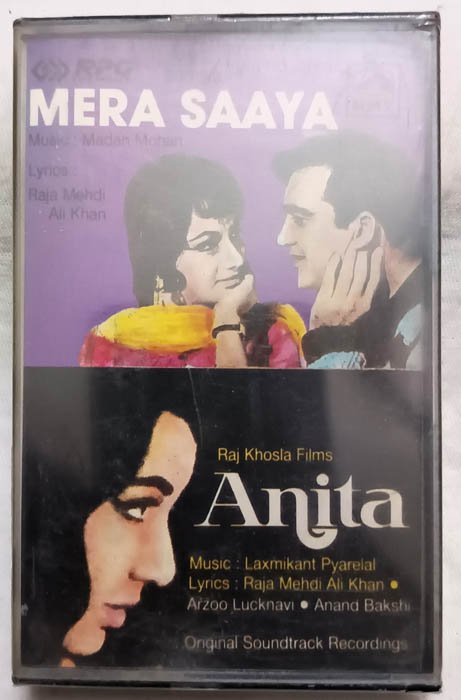 RPG
MERA SAAYA
Music : Madan Mohan
Lyrics :
Raja Mehdi
Ali Khan
Raj Khosla Films
Anita
Music : Laxmikant Pyarelal
Lyrics : Raja Mehdi Ali Khan ●
Arzoo Lucknavi ● Anand Bakshi
Original Soundtrack Recordings